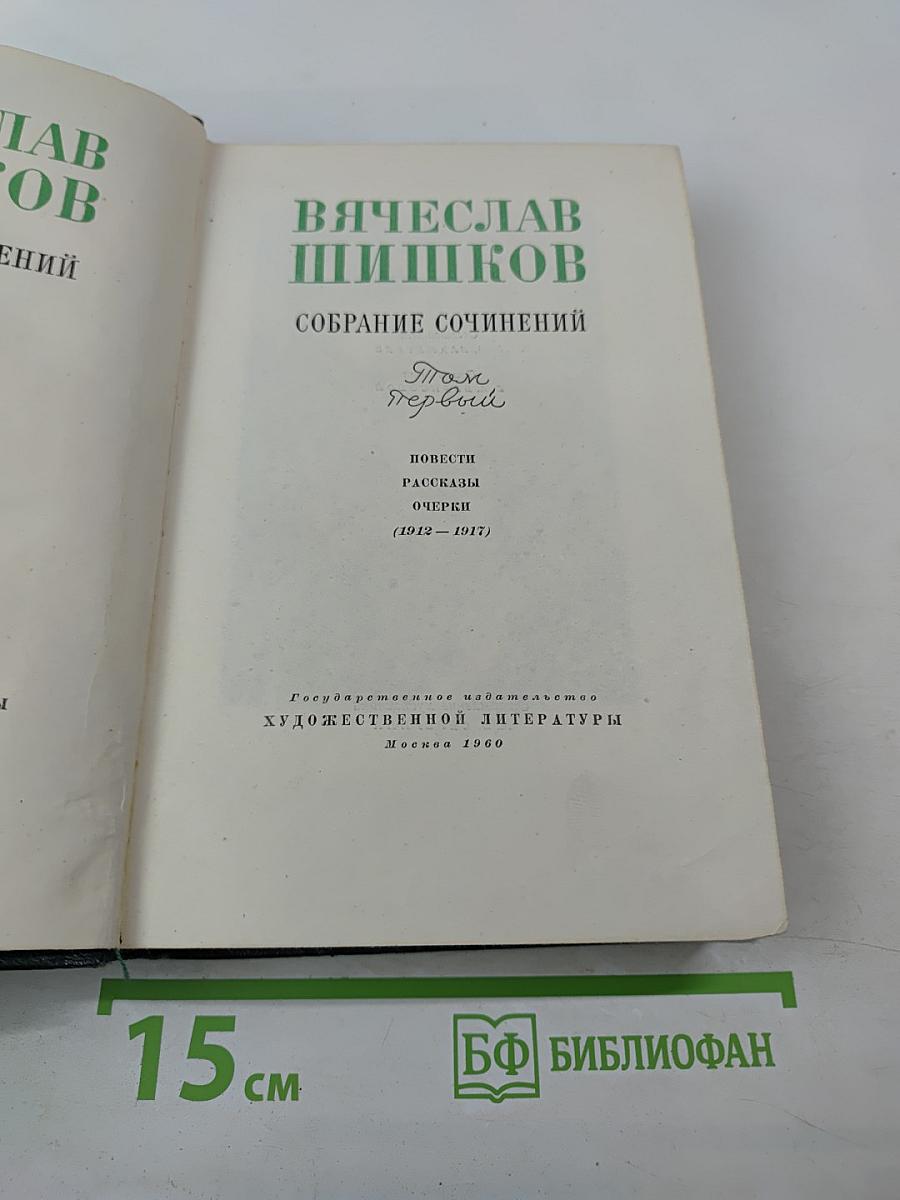 ВЯЧЕСЛАВ
ШИШКОВ
СОБРАНИЕ СОЧИНЕНИЙ
Том
первый
ПОВЕСТИ
РАССКАЗЫ
ОЧЕРКИ
(1912 — 1917)
Государственное издательство
ХУДОЖЕСТВЕННОЙ ЛИТЕРАТУРЫ
Москва 1960
15 см
БФ БИБЛИОФАН